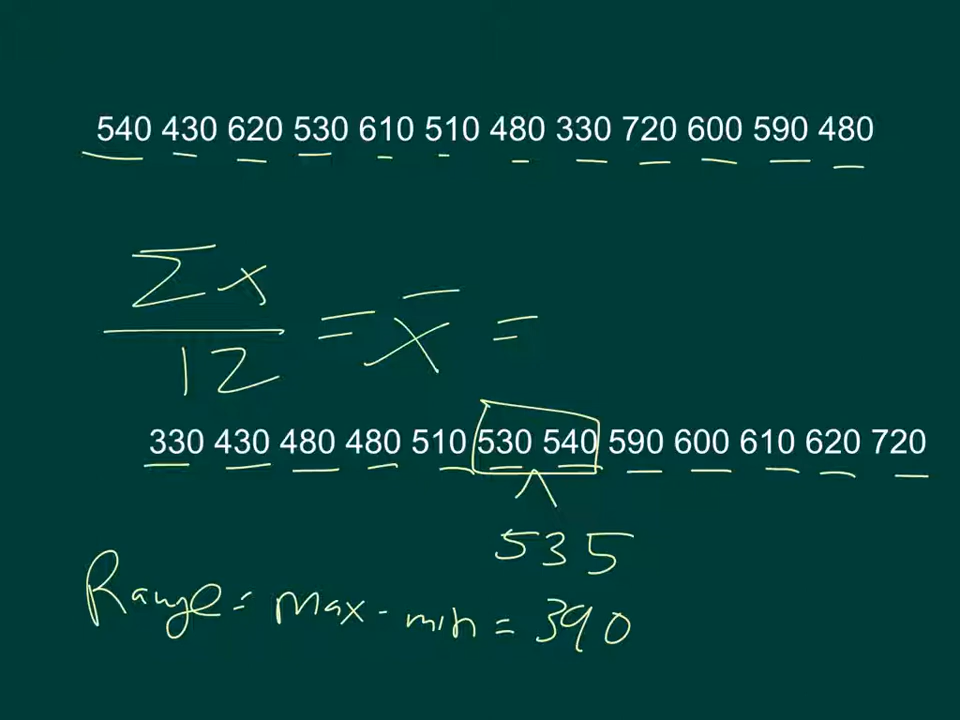 540 430 620 530 610 510 480 330 720 600 590 480
Σx
12
= x̄ =
330 430 480 480 510 530 540 590 600 610 620 720
535
Range = max - min = 390